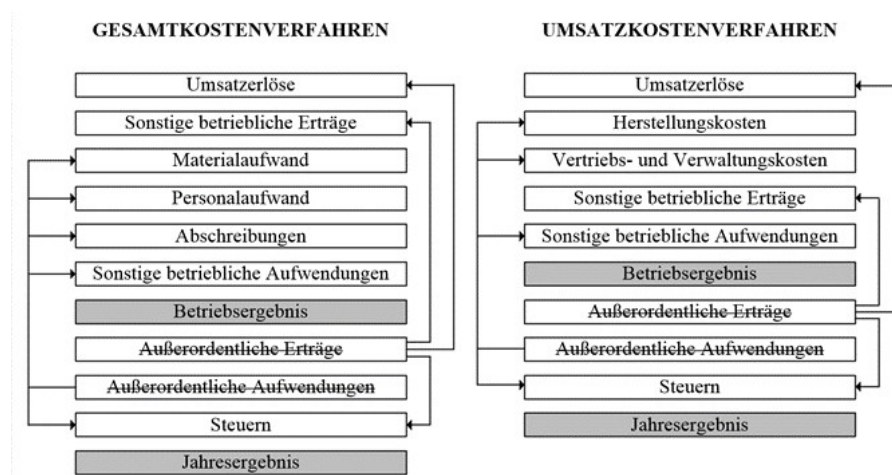 GESAMTKOSTENVERFAHREN
Umsatzerlöse
Sonstige betriebliche Erträge
Materialaufwand
Personalaufwand
Abschreibungen
Sonstige betriebliche Aufwendungen
Betriebsergebnis
Außerordentliche Erträge
Außerordentliche Aufwendungen
Steuern
Jahresergebnis
UMSATZKOSTENVERFAHREN
Umsatzerlöse
Herstellungskosten
Vertriebs- und Verwaltungskosten
Sonstige betriebliche Erträge
Sonstige betriebliche Aufwendungen
Betriebsergebnis
Außerordentliche Erträge
Außerordentliche Aufwendungen
Steuern
Jahresergebnis